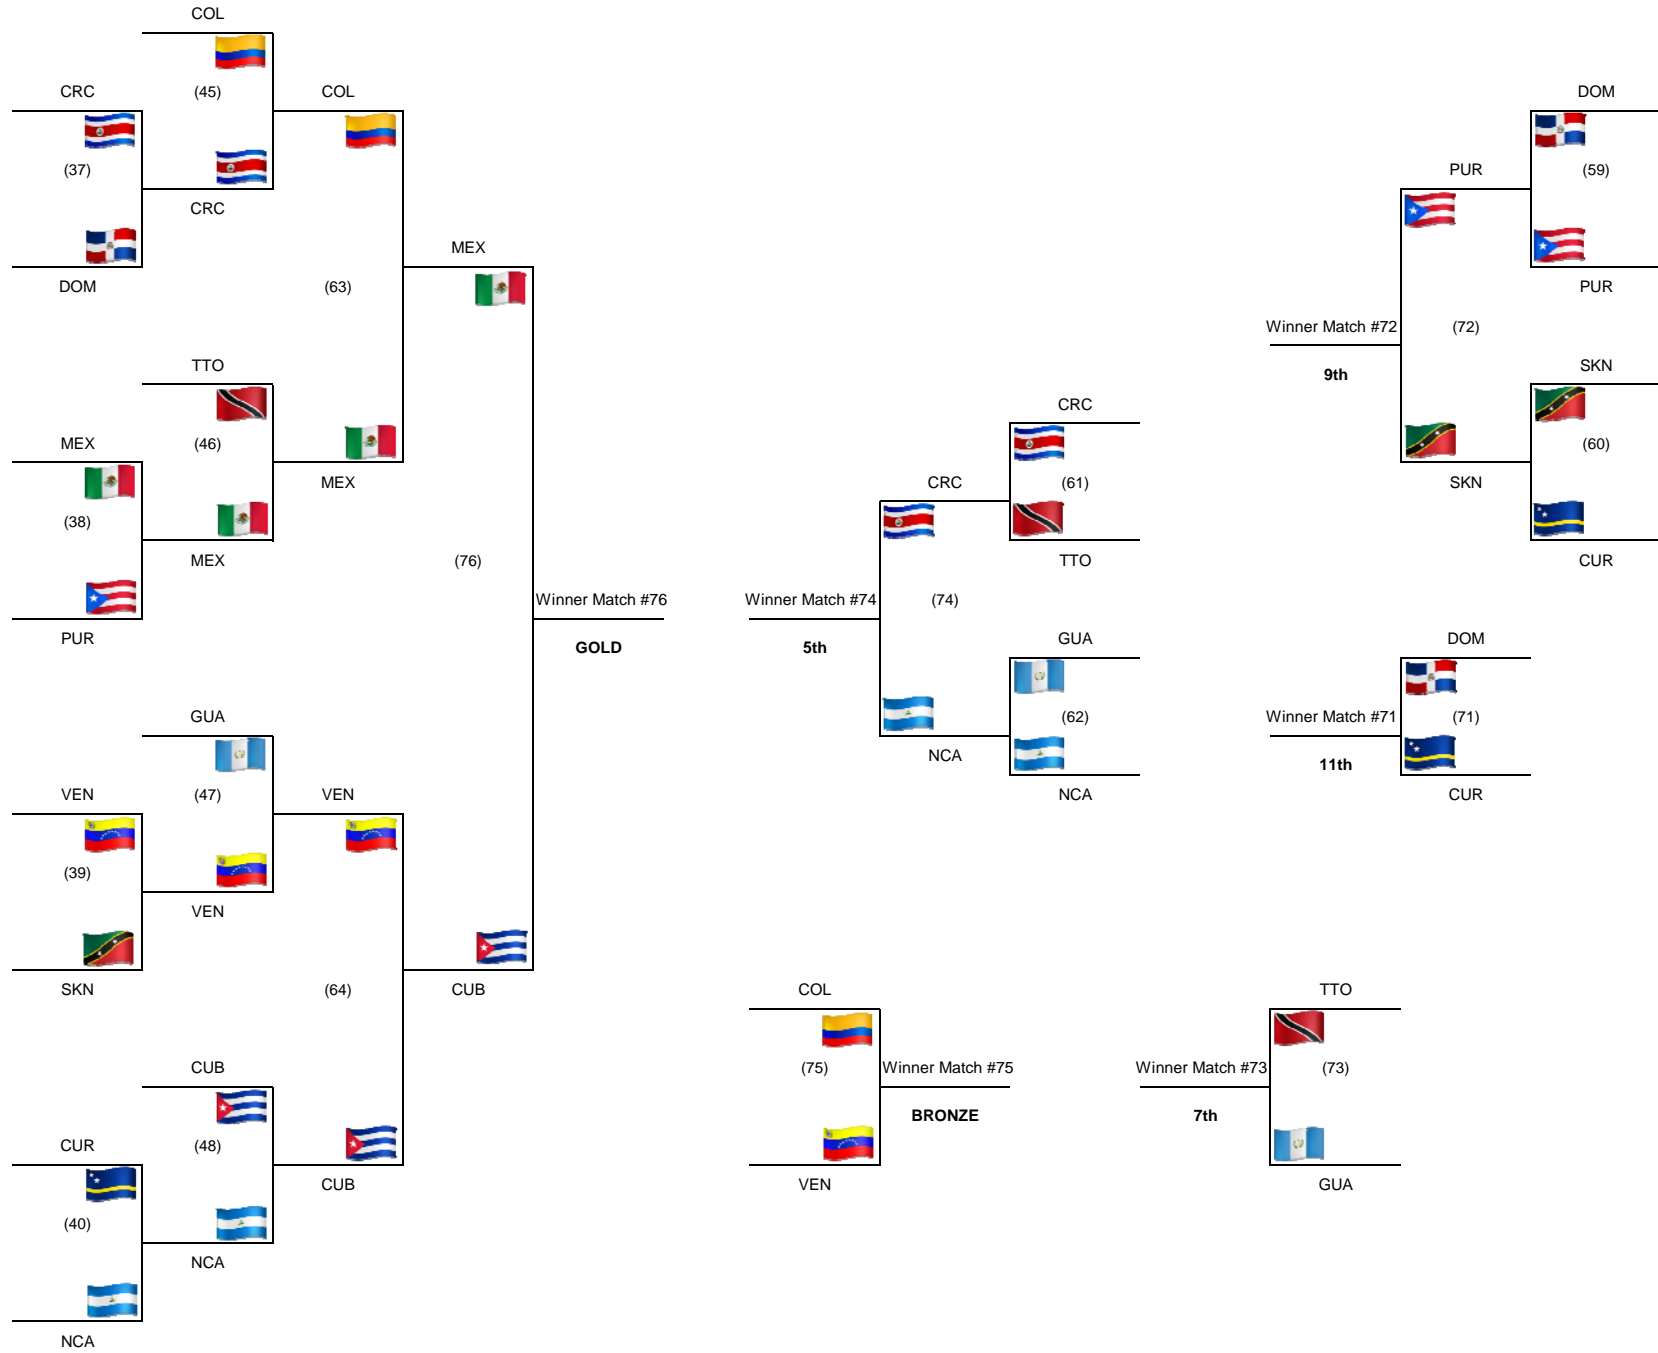 COL
CRC
(45)
COL
(37)
CRC
DOM
(63)
MEX
TTO
MEX
(46)
MEX
(38)
MEX
(76)
PUR
Winner Match #76
GOLD
GUA
VEN
(47)
VEN
(39)
VEN
SKN
(64)
CUB
CUB
CUR
(48)
CUB
(40)
NCA
NCA
CRC
CRC
(61)
TTO
Winner Match #74
(74)
5th
GUA
(62)
NCA
NCA
COL
(75)
Winner Match #75
BRONZE
VEN
DOM
PUR
(59)
PUR
Winner Match #72
(72)
9th
SKN
(60)
SKN
CUR
DOM
Winner Match #71
(71)
11th
CUR
TTO
Winner Match #73
(73)
7th
GUA